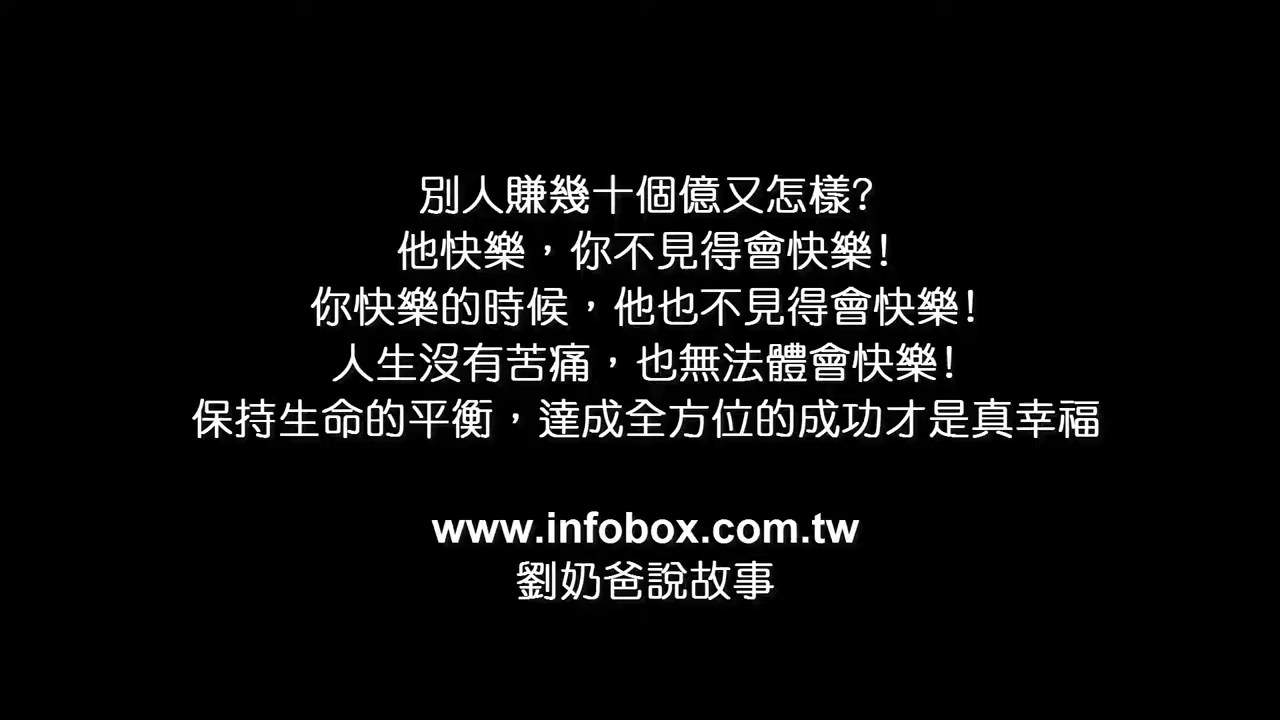 別人賺幾十個億又怎樣?
他快樂，你不見得會快樂!
你快樂的時候，他也不見得會快樂!
人生沒有苦痛，也無法體會快樂!
保持生命的平衡，達成全方位的成功才是真幸福
www.infobox.com.tw
劉奶爸說故事